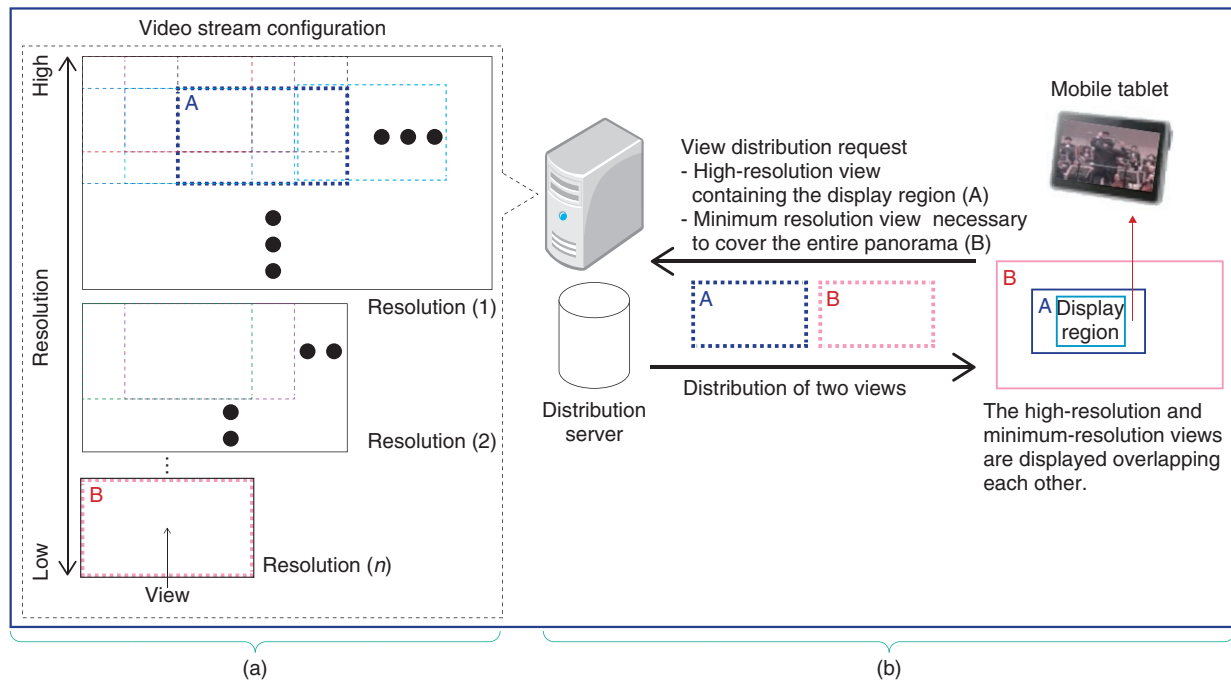 Video stream configuration
High
Resolution
Low
A
Resolution (1)
Resolution (2)
B
Resolution (n)
View
(a)
Mobile tablet
View distribution request
- High-resolution view
containing the display region (A)
- Minimum resolution view necessary
to cover the entire panorama (B)
A
B
Distribution of two views
Distribution
server
B
A
Display
region
The high-resolution and
minimum-resolution views
are displayed overlapping
each other.
(b)